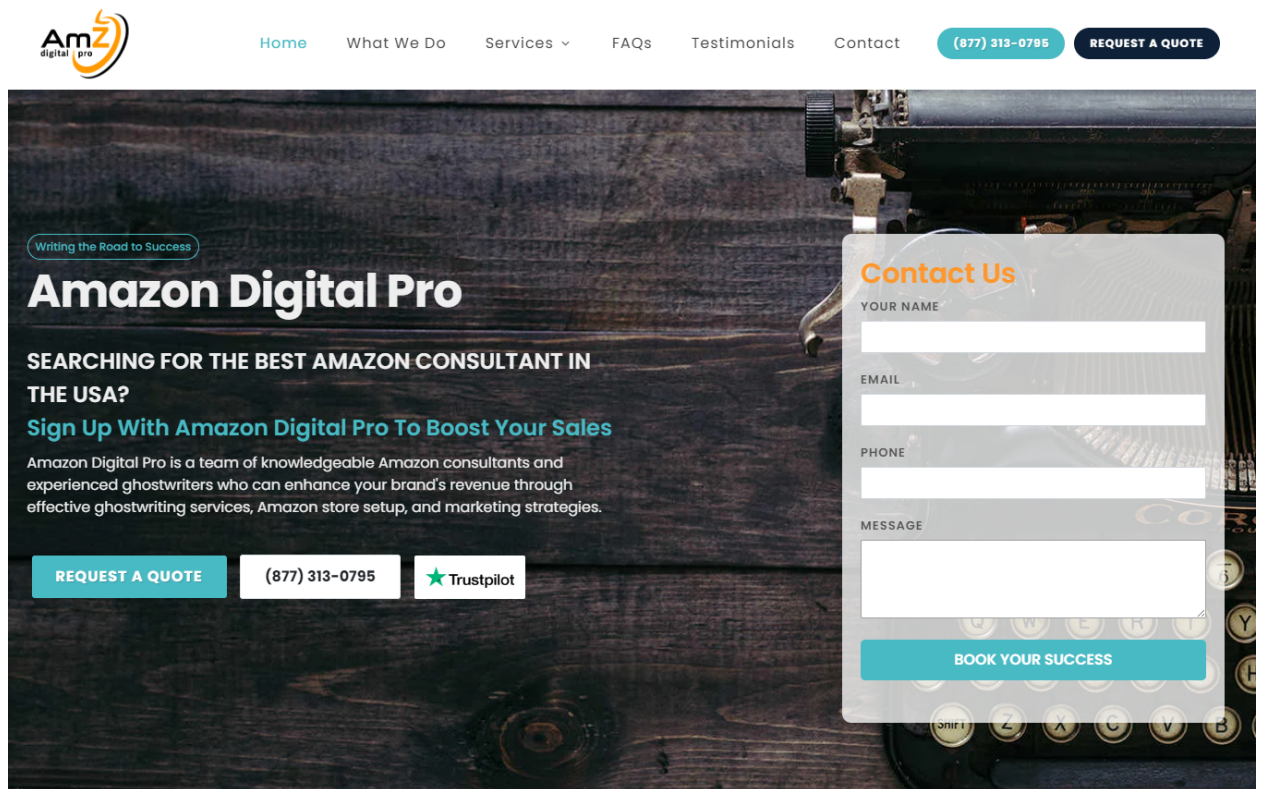 AmZ
digital pro
Home
What We Do
Services
FAQs
Testimonials
Contact
(877) 313-0795
REQUEST A QUOTE
Writing the Road to Success
Amazon Digital Pro
SEARCHING FOR THE BEST AMAZON CONSULTANT IN
THE USA?
Sign Up With Amazon Digital Pro To Boost Your Sales
Amazon Digital Pro is a team of knowledgeable Amazon consultants and
experienced ghostwriters who can enhance your brand's revenue through
effective ghostwriting services, Amazon store setup, and marketing strategies.
REQUEST A QUOTE
(877) 313-0795
Trustpilot
Contact Us
YOUR NAME
EMAIL
PHONE
MESSAGE
BOOK YOUR SUCCESS
6
Q W E R T Y
H
SHIFT Z X C V B